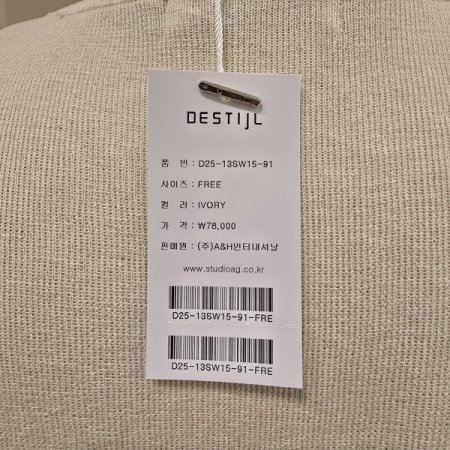 DESTIJL
품 번 : D25-13SW15-91
사이즈 : FREE
컬 러 : IVORY
가 격 : ₩78,000
판매원 : (주)A&H인터내셔날
www.studioag.co.kr
D25-13SW15-91-FRE
D25-13SW15-91-FRE